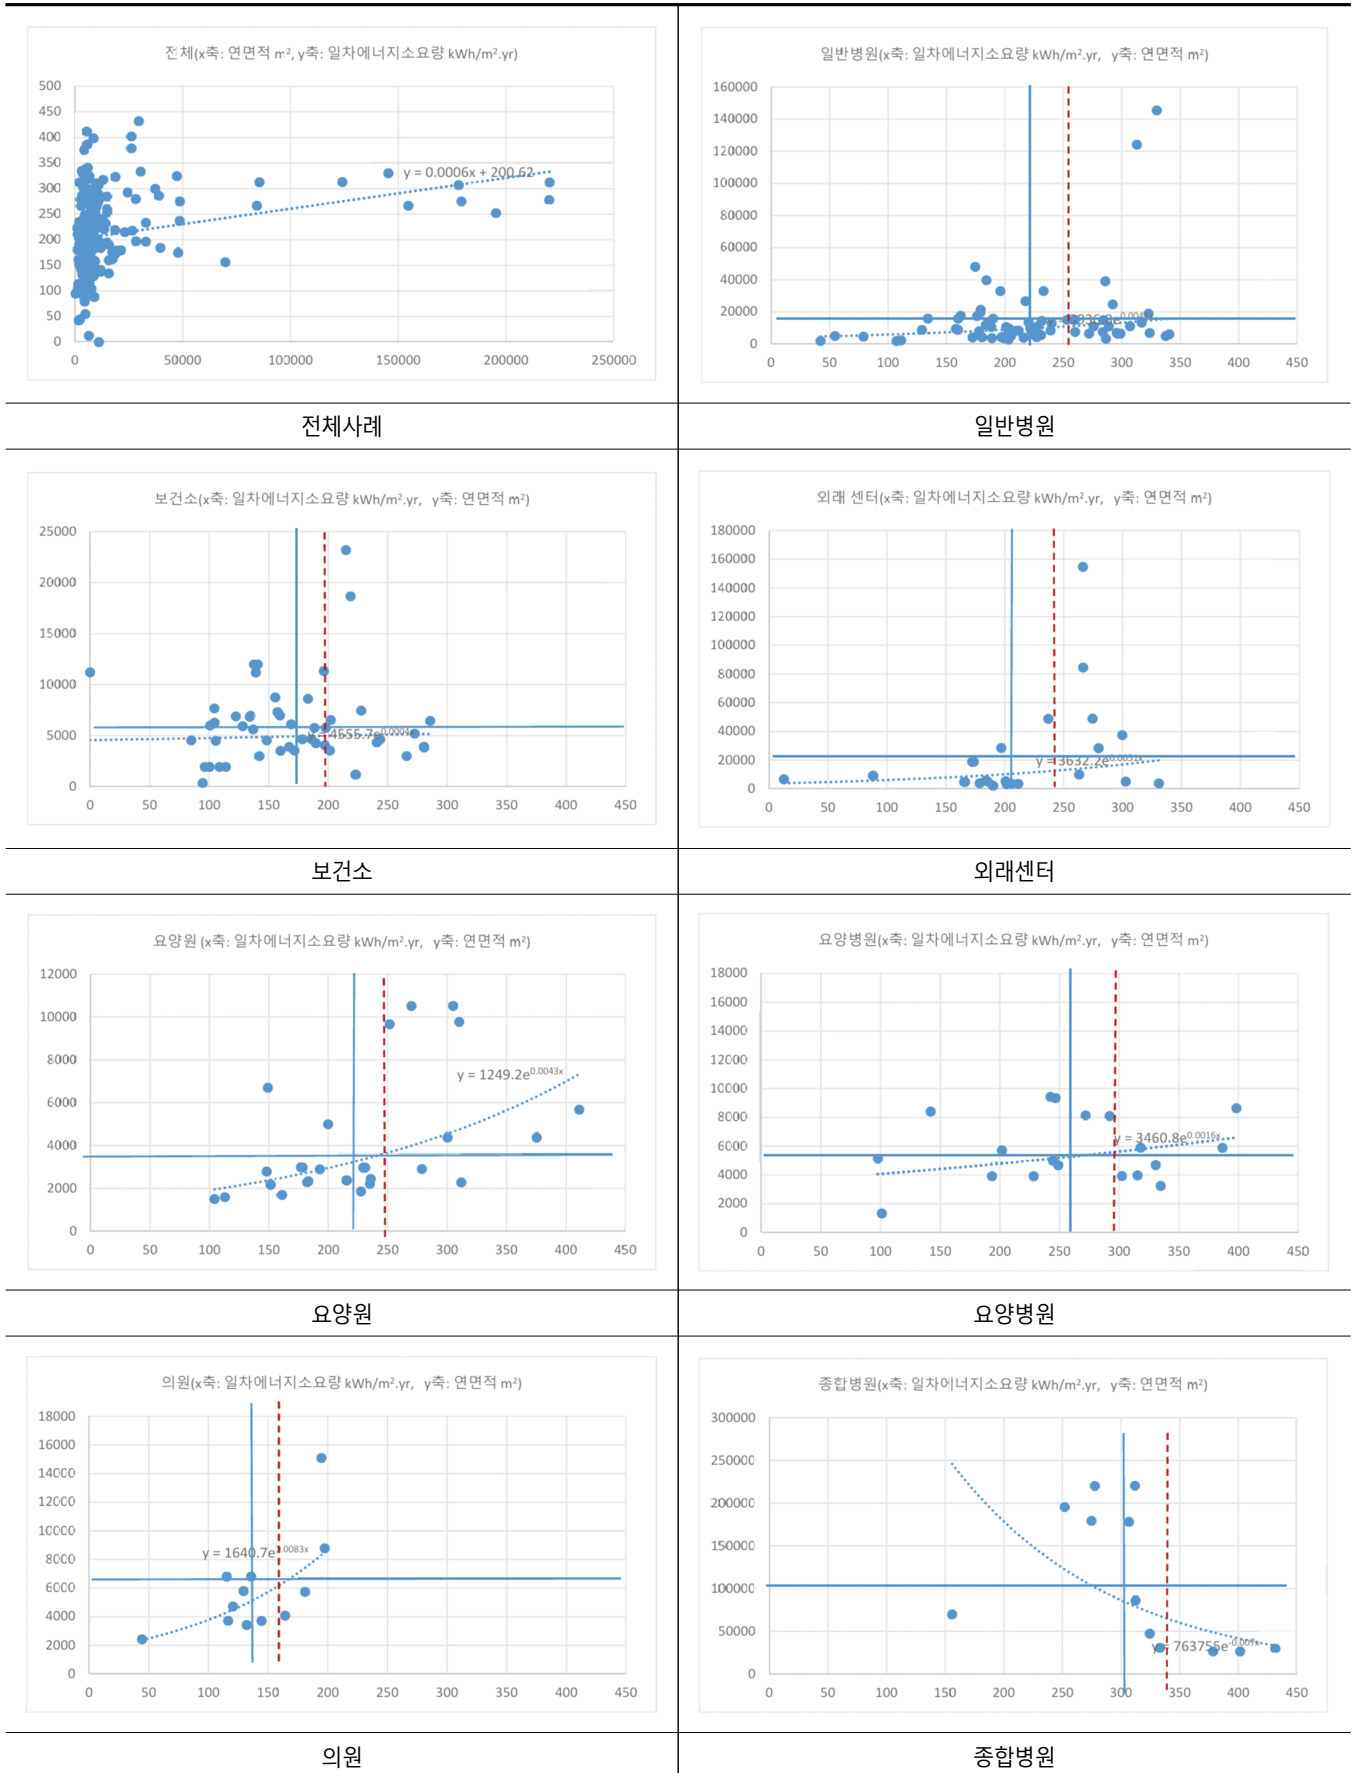 전체(x축: 연면적 m², y축: 일차에너지소요량 kWh/m².yr)
500
450
400
350
300
250
200
150
100
50
0
y = 0.0006x + 200.62
0 50000 100000 150000 200000 250000
전체사례
일반병원(x축: 일차에너지소요량 kWh/m².yr, y축: 연면적 m²)
160000
140000
120000
100000
80000
60000
40000
20000
0
0 50 100 150 200 250 300 350 400 450
일반병원
보건소(x축: 일차에너지소요량 kWh/m².yr, y축: 연면적 m²)
25000
20000
15000
10000
5000
0
y = 4555.7e^0.0004x
0 50 100 150 200 250 300 350 400 450
보건소
외래 센터(x축: 일차에너지소요량 kWh/m².yr, y축: 연면적 m²)
180000
160000
140000
120000
100000
80000
60000
40000
20000
0
0 50 100 150 200 250 300 350 400 450
외래센터
요양원 (x축: 일차에너지소요량 kWh/m².yr, y축: 연면적 m²)
12000
10000
8000
6000
4000
2000
0
y = 1249.2e^0.0043x
0 50 100 150 200 250 300 350 400 450
요양원
요양병원(x축: 일차에너지소요량 kWh/m².yr, y축: 연면적 m²)
18000
16000
14000
12000
10000
8000
6000
4000
2000
0
y = 3460.8e^0.0016x
0 50 100 150 200 250 300 350 400 450
요양병원
의원(x축: 일차에너지소요량 kWh/m².yr, y축: 연면적 m²)
18000
16000
14000
12000
10000
8000
6000
4000
2000
0
y = 1640.7e^0.0083x
0 50 100 150 200 250 300 350 400 450
의원
종합병원(x축: 일차에너지소요량 kWh/m².yr, y축: 연면적 m²)
300000
250000
200000
150000
100000
50000
0
y = 763755e^-0.007x
0 50 100 150 200 250 300 350 400 450
종합병원